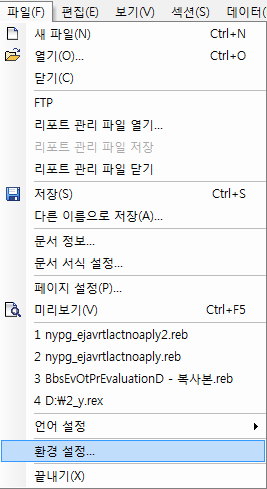 파일(F) 편집(E) 보기(V) 섹션(S) 데이터(
새 파일(N) Ctrl+N
열기(O)... Ctrl+O
닫기(C)
FTP
리포트 관리 파일 열기...
리포트 관리 파일 저장
리포트 관리 파일 닫기
저장(S) Ctrl+S
다른 이름으로 저장(A)...
문서 정보...
문서 서식 설정...
페이지 설정(P)...
미리보기(V) Ctrl+F5
1 nypg_ejavrtlactnoaply2.reb
2 nypg_ejavrtlactnoaply.reb
3 BbsEvOtPrEvaluationD - 복사본.reb
4 D:\2_y.rex
언어 설정
환경 설정...
끝내기(X)